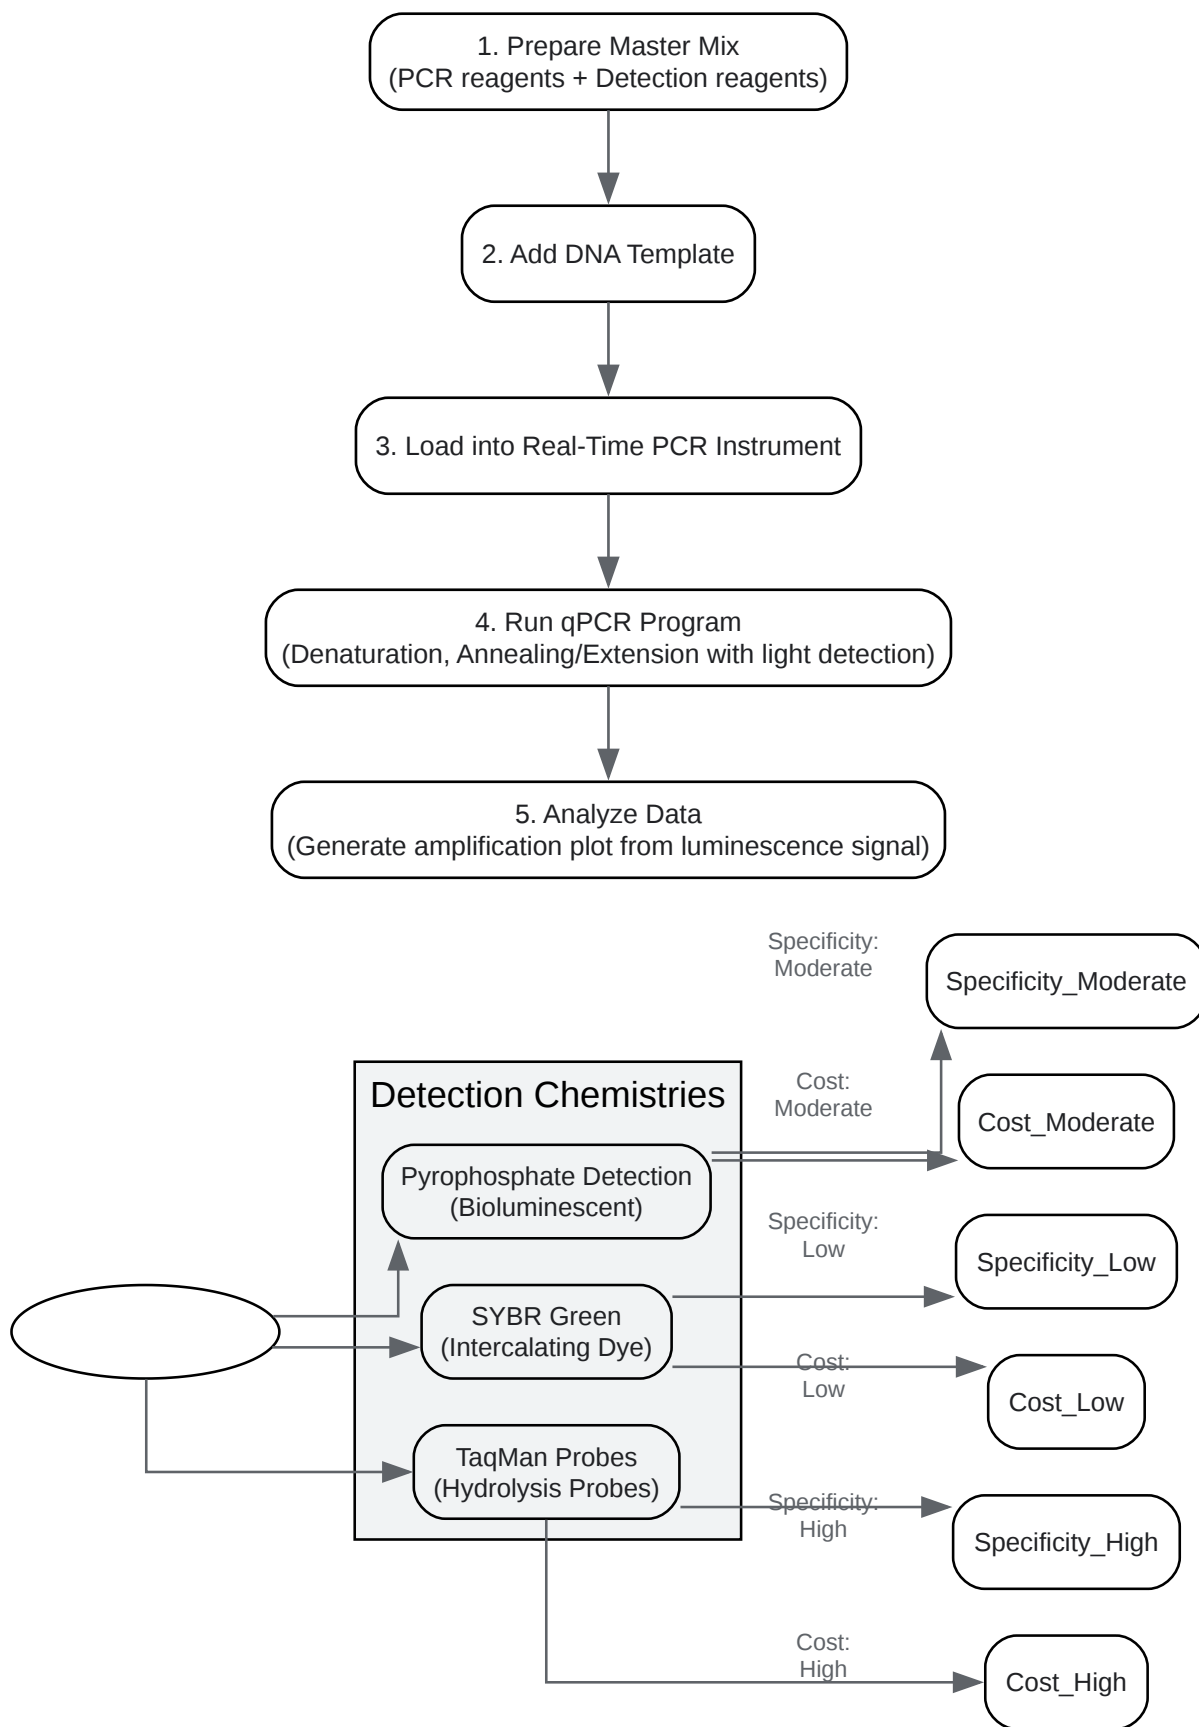 1. Prepare Master Mix
(PCR reagents + Detection reagents)
2. Add DNA Template
3. Load into Real-Time PCR Instrument
4. Run qPCR Program
(Denaturation, Annealing/Extension with light detection)
5. Analyze Data
(Generate amplification plot from luminescence signal)
Specificity:
Moderate
Specificity_Moderate
Detection Chemistries
Cost:
Moderate
Cost_Moderate
Pyrophosphate Detection
(Bioluminescent)
Specificity:
Low
Specificity_Low
SYBR Green
(Intercalating Dye)
Cost:
Low
Cost_Low
TaqMan Probes
(Hydrolysis Probes)
Specificity:
High
Specificity_High
Cost:
High
Cost_High